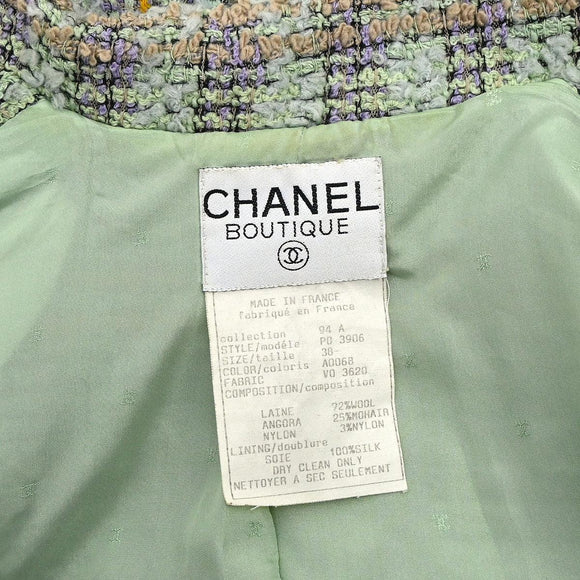 CHANEL
BOUTIQUE
MADE IN FRANCE
fabriqué en France
collection 94 A
STYLE/modèle PO 3906
SIZE/taille 38
COLOR/coloris A0068
FABRIC VO 3620
COMPOSITION/composition
LAINE 72%WOOL
ANGORA 25%MOHAIR
NYLON 3%NYLON
LINING/doublure
SOIE 100%SILK
DRY CLEAN ONLY
NETTOYER A SEC SEULEMENT